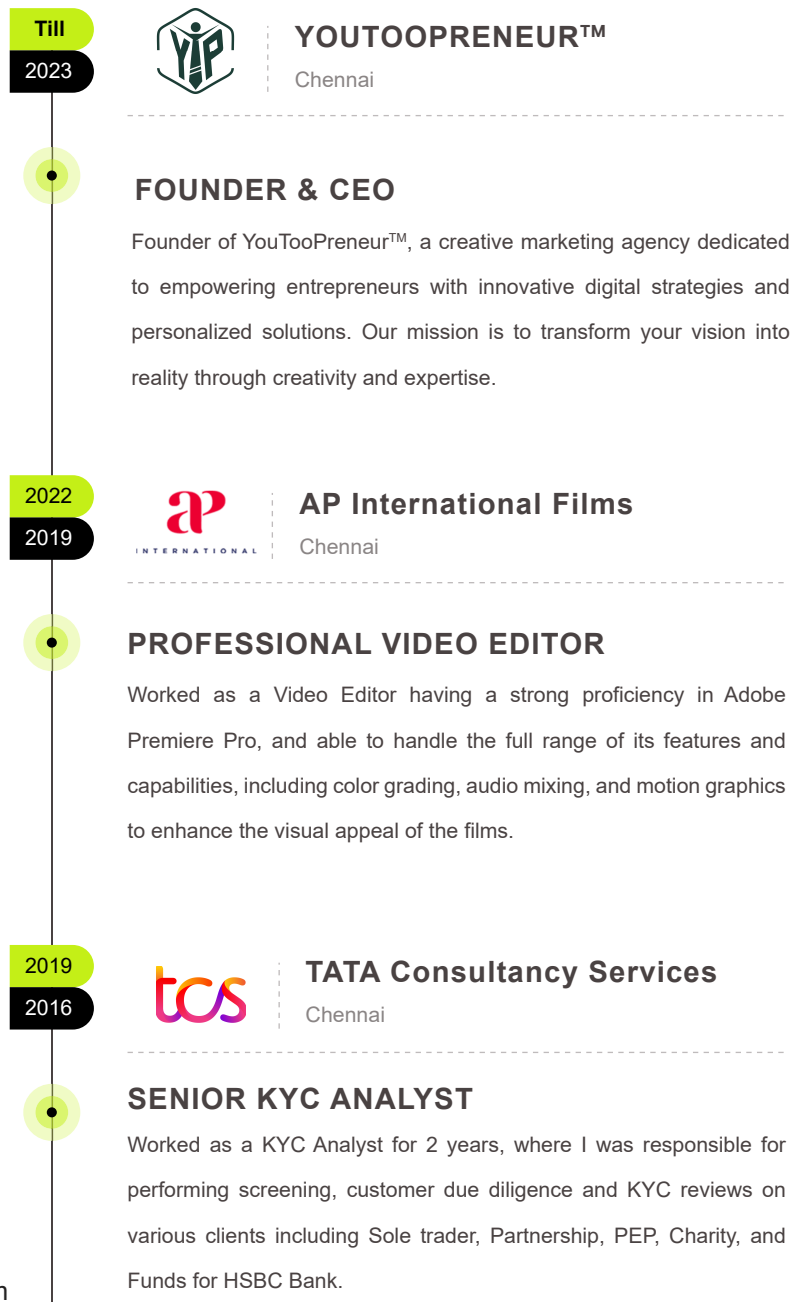 Till
2023
YIP
YOUTOOPRENEUR™
Chennai
FOUNDER & CEO
Founder of YouTooPreneur™, a creative marketing agency dedicated
to empowering entrepreneurs with innovative digital strategies and
personalized solutions. Our mission is to transform your vision into
reality through creativity and expertise.
2022
2019
ap
INTERNATIONAL
AP International Films
Chennai
PROFESSIONAL VIDEO EDITOR
Worked as a Video Editor having a strong proficiency in Adobe
Premiere Pro, and able to handle the full range of its features and
capabilities, including color grading, audio mixing, and motion graphics
to enhance the visual appeal of the films.
2019
2016
tcs
TATA Consultancy Services
Chennai
SENIOR KYC ANALYST
Worked as a KYC Analyst for 2 years, where I was responsible for
performing screening, customer due diligence and KYC reviews on
various clients including Sole trader, Partnership, PEP, Charity, and
Funds for HSBC Bank.